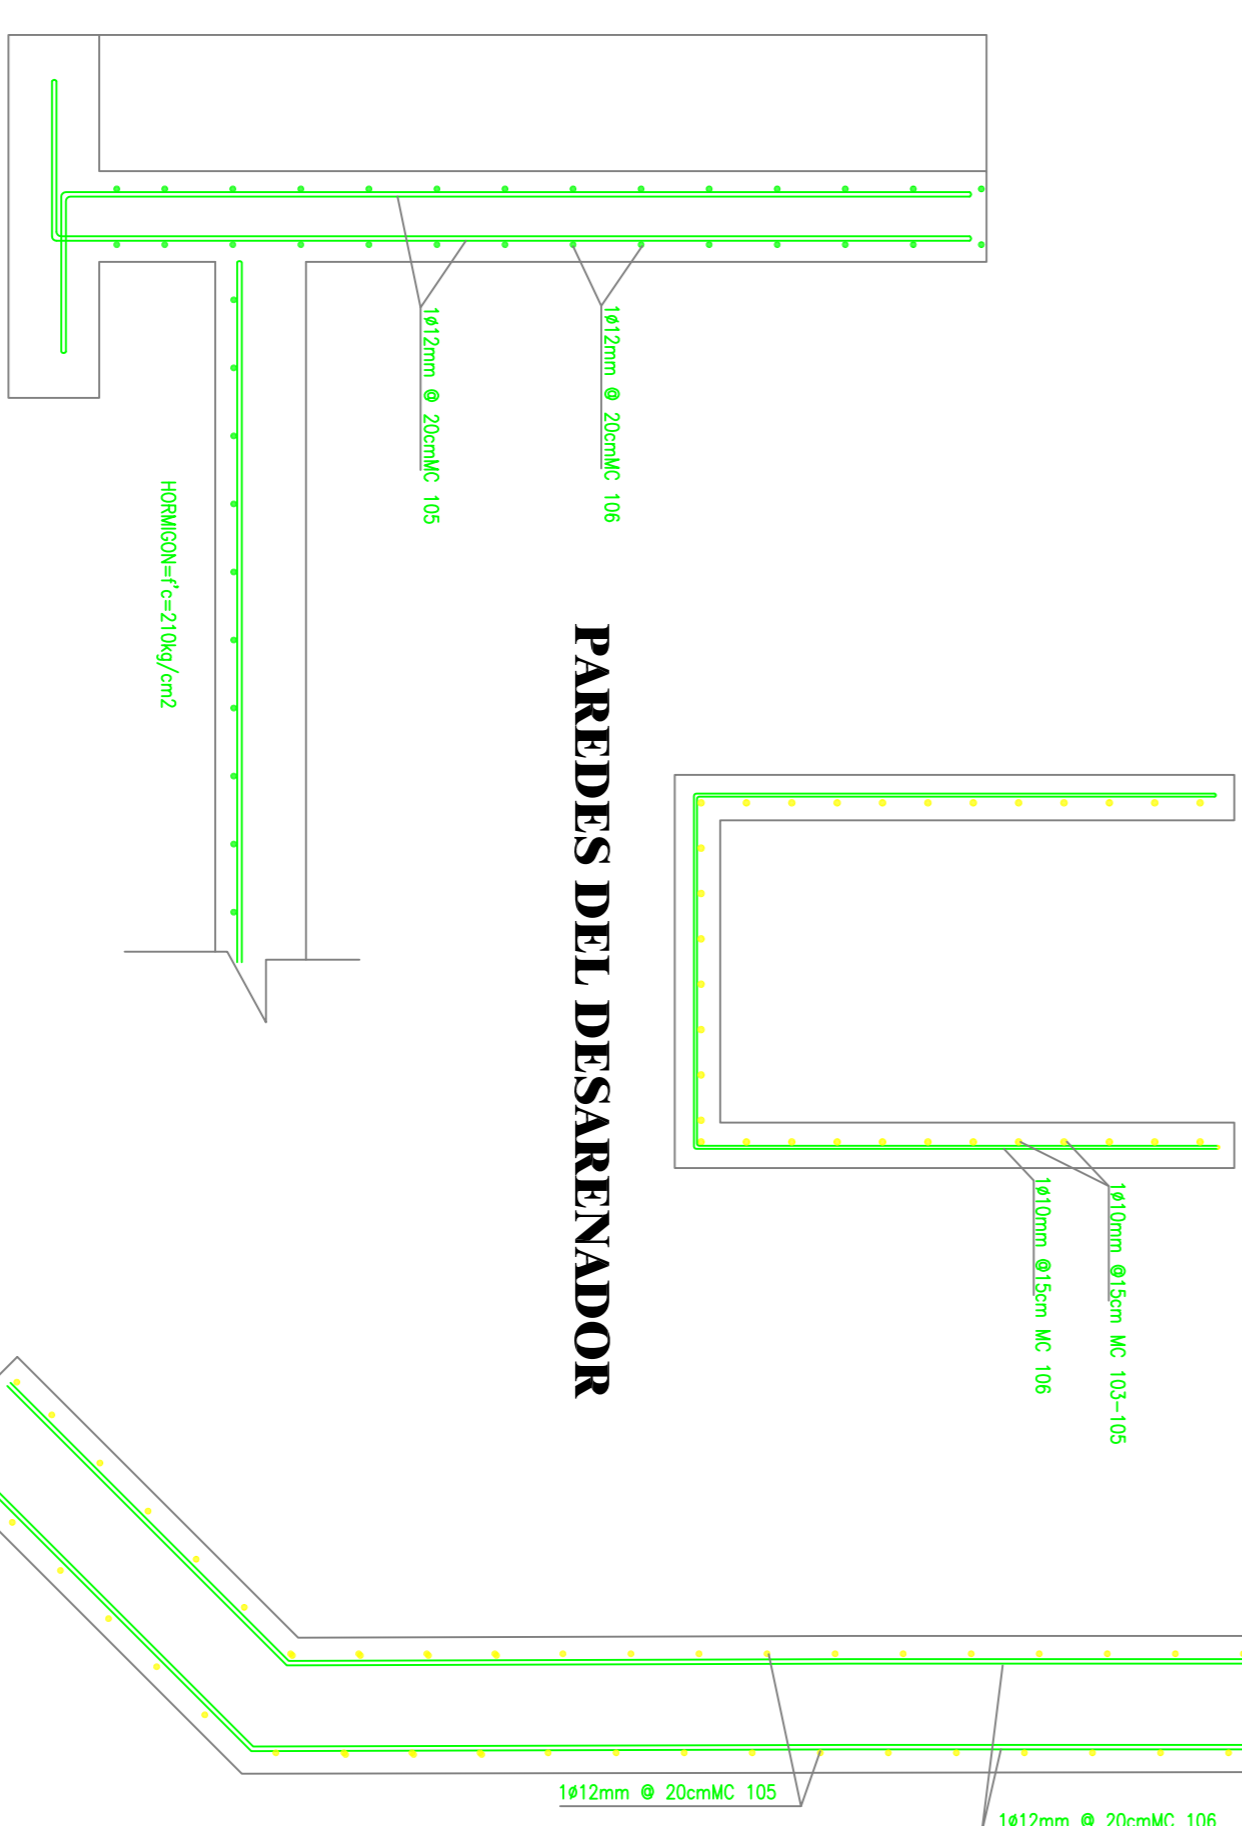 1ø12mm @ 20cmMC 106
1ø12mm @ 20cmMC 105
HORMIGON=f'c=210kg/cm2
PAREDES DEL DESARENADOR
1ø10mm @15cm MC 103-105
1ø10mm @15cm MC 106
1ø12mm @ 20cmMC 105
1ø12mm @ 20cmMC 106